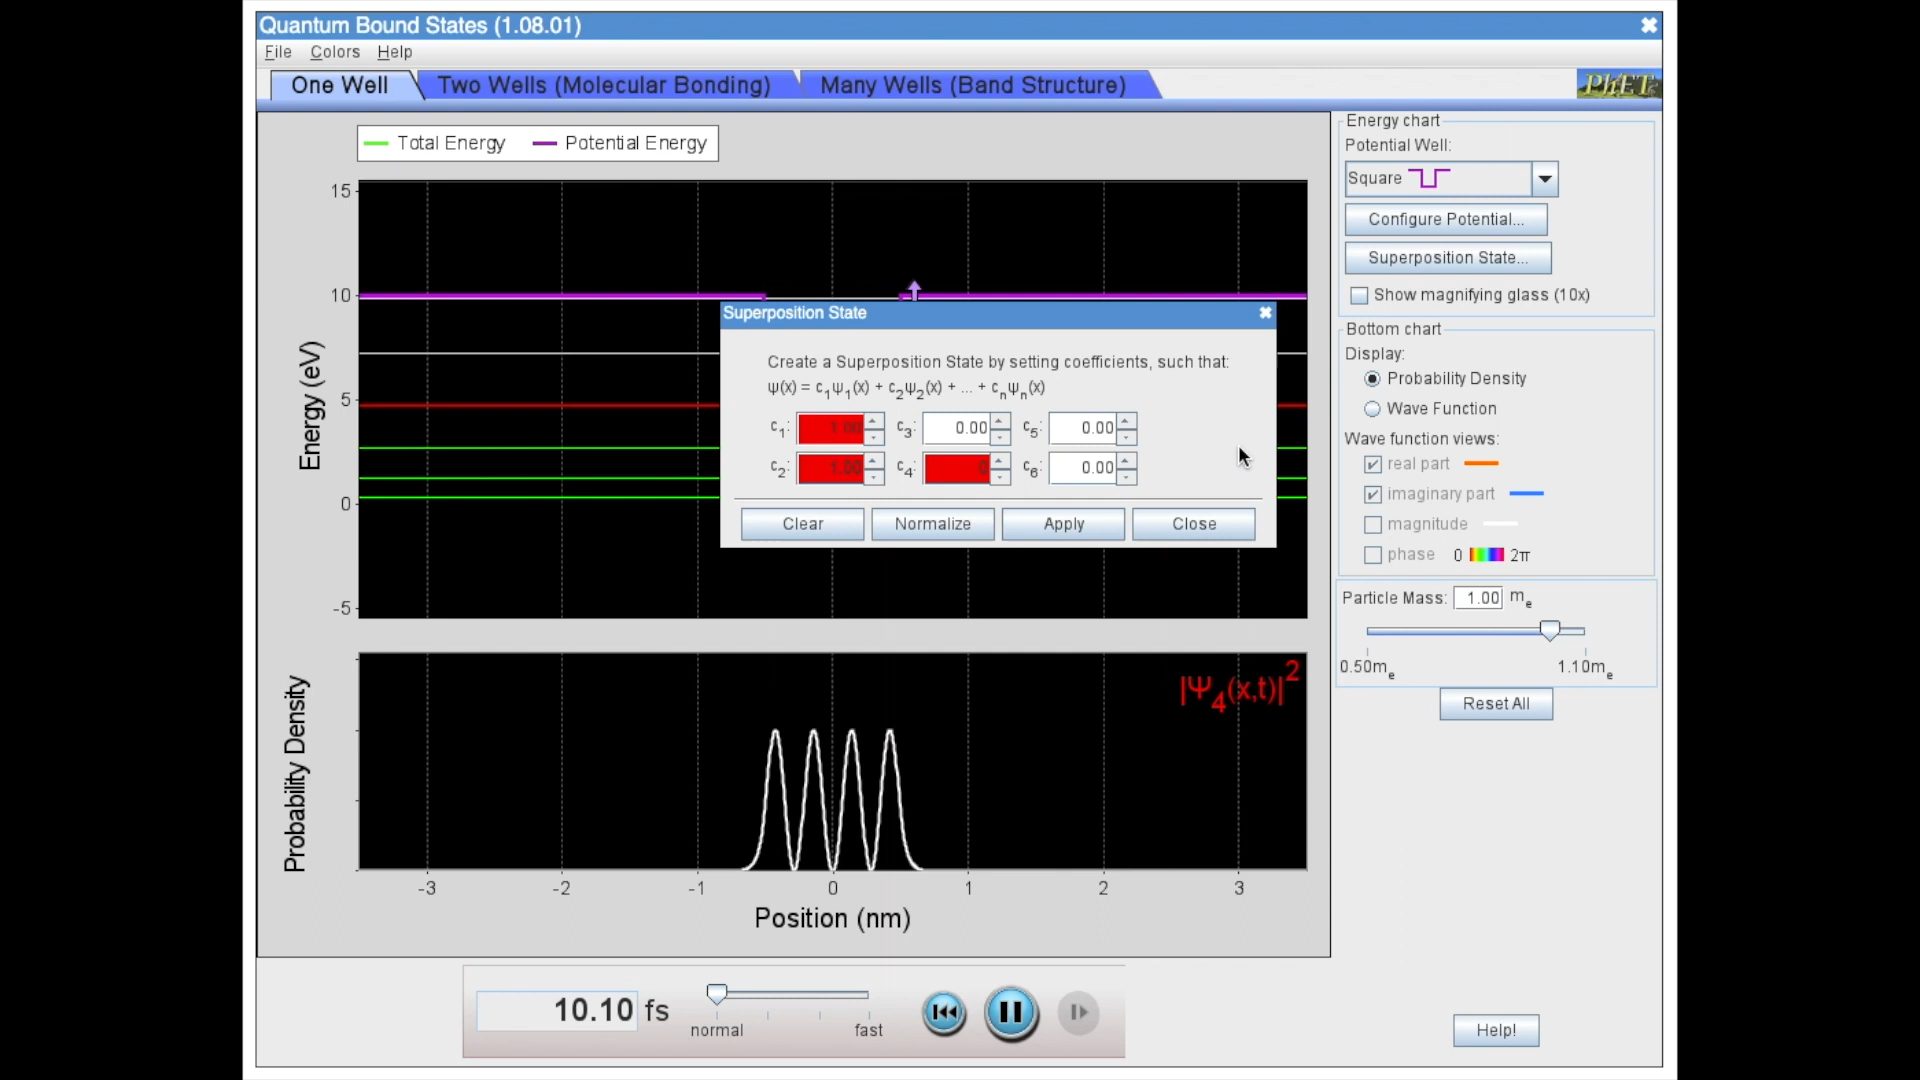 Quantum Bound States (1.08.01)
File Colors Help
One Well Two Wells (Molecular Bonding) Many Wells (Band Structure)
PhET
Total Energy Potential Energy
15
10
5
0
-5
Energy (eV)
Superposition State
Create a Superposition State by setting coefficients, such that:
ψ(x) = c₁ψ₁(x) + c₂ψ₂(x) + ... + cₙψₙ(x)
c₁: 1.00 c₃: 0.00 c₅: 0.00
c₂: 1.00 c₄: 0 c₆: 0.00
Clear Normalize Apply Close
|Ψ₄(x,t)|²
Probability Density
-3 -2 -1 0 1 2 3
Position (nm)
10.10 fs
normal fast
Energy chart
Potential Well:
Square
Configure Potential...
Superposition State...
Show magnifying glass (10x)
Bottom chart
Display:
Probability Density
Wave Function
Wave function views:
real part
imaginary part
magnitude
phase 0 2π
Particle Mass: 1.00 mₑ
0.50mₑ 1.10mₑ
Reset All
Help!